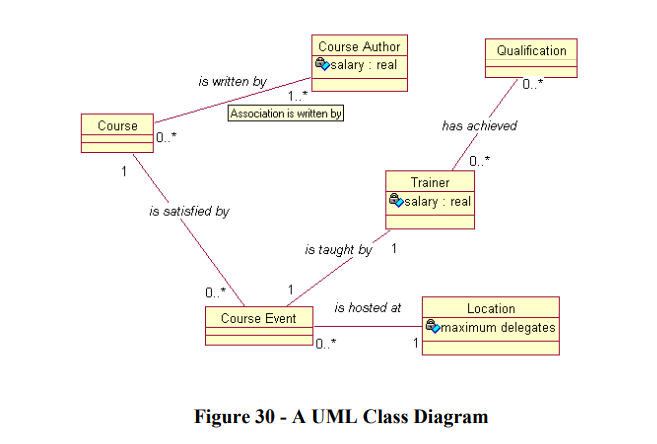 Course Author
salary : real
Qualification
is written by
1..*
0..*
Association is written by
Course
0..*
has achieved
1
0..*
Trainer
salary : real
is satisfied by
is taught by
1
1
0..*
is hosted at
Location
Course Event
maximum delegates
0..*
1
Figure 30 - A UML Class Diagram